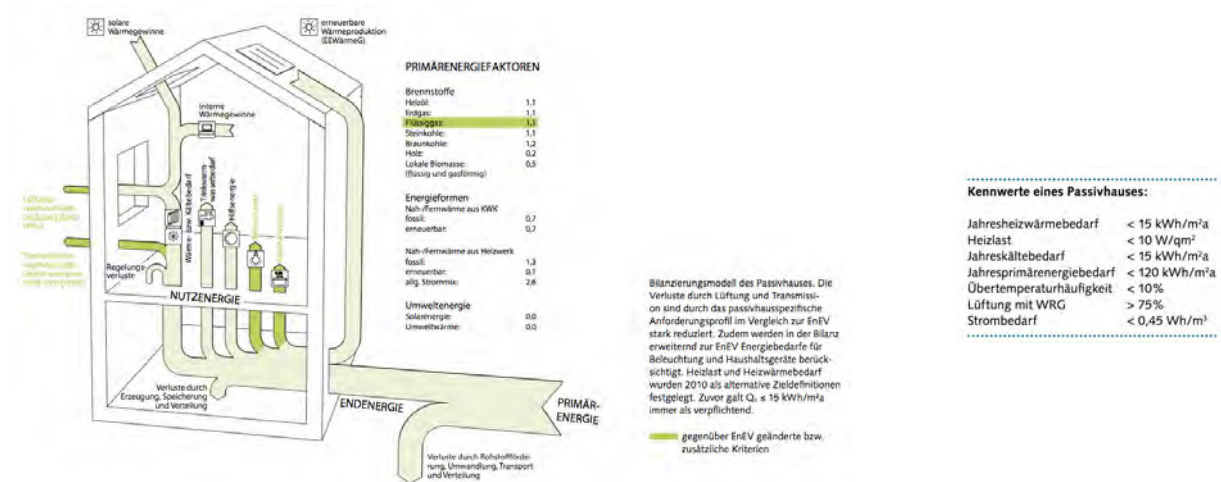 solare
Wärmegewinne
erneuerbare
Wärmeproduktion
(EEWärmeG)
interne
Wärmegewinne
Wärme- bzw. Kältebedarf
Trinkwarm-
wasserbedarf
Hilfsenergie
Regelungs-
verluste
NUTZENERGIE
Verluste durch
Erzeugung, Speicherung
und Verteilung
ENDENERGIE
PRIMÄR-
ENERGIE
Verluste durch Rohstoffförde-
rung, Umwandlung, Transport
und Verteilung
PRIMÄRENERGIEFAKTOREN
Brennstoffe
Heizöl: 1,1
Erdgas: 1,1
Flüssiggas: 1,1
Steinkohle: 1,1
Braunkohle: 1,2
Holz: 0,2
Lokale Biomasse: 0,5
(flüssig und gasförmig)
Energieformen
Nah-/Fernwärme aus KWK
fossil: 0,7
erneuerbar: 0,7
Nah-/Fernwärme aus Heizwerk
fossil: 1,3
erneuerbar: 0,1
allg. Strommix: 2,6
Umweltenergie
Solarenergie: 0,0
Umweltwärme: 0,0
Bilanzierungsmodell des Passivhauses. Die
Verluste durch Lüftung und Transmissi-
on sind durch das passivhausspezifische
Anforderungsprofil im Vergleich zur EnEV
stark reduziert. Zudem werden in der Bilanz
erweiternd zur EnEV Energiebedarfe für
Beleuchtung und Haushaltsgeräte berück-
sichtigt. Heizlast und Heizwärmebedarf
wurden 2010 als alternative Zieldefinitionen
festgelegt. Zuvor galt Qₕ ≤ 15 kWh/m²a
immer als verpflichtend.
gegenüber EnEV geänderte bzw.
zusätzliche Kriterien
Kennwerte eines Passivhauses:
Jahresheizwärmebedarf < 15 kWh/m²a
Heizlast < 10 W/qm²
Jahreskältebedarf < 15 kWh/m²a
Jahresprimärenergiebedarf < 120 kWh/m²a
Übertemperaturhäufigkeit < 10%
Lüftung mit WRG > 75%
Strombedarf < 0,45 Wh/m³